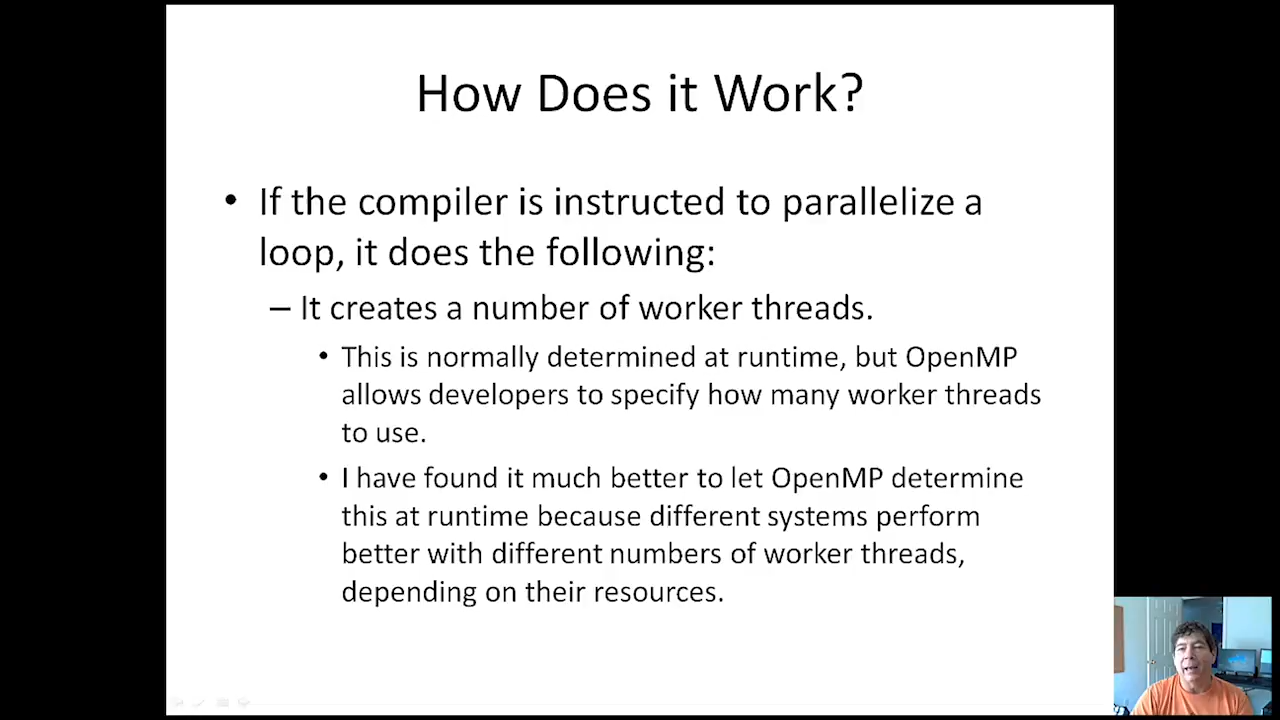 How Does it Work?
• If the compiler is instructed to parallelize a
loop, it does the following:
– It creates a number of worker threads.
• This is normally determined at runtime, but OpenMP
allows developers to specify how many worker threads
to use.
• I have found it much better to let OpenMP determine
this at runtime because different systems perform
better with different numbers of worker threads,
depending on their resources.